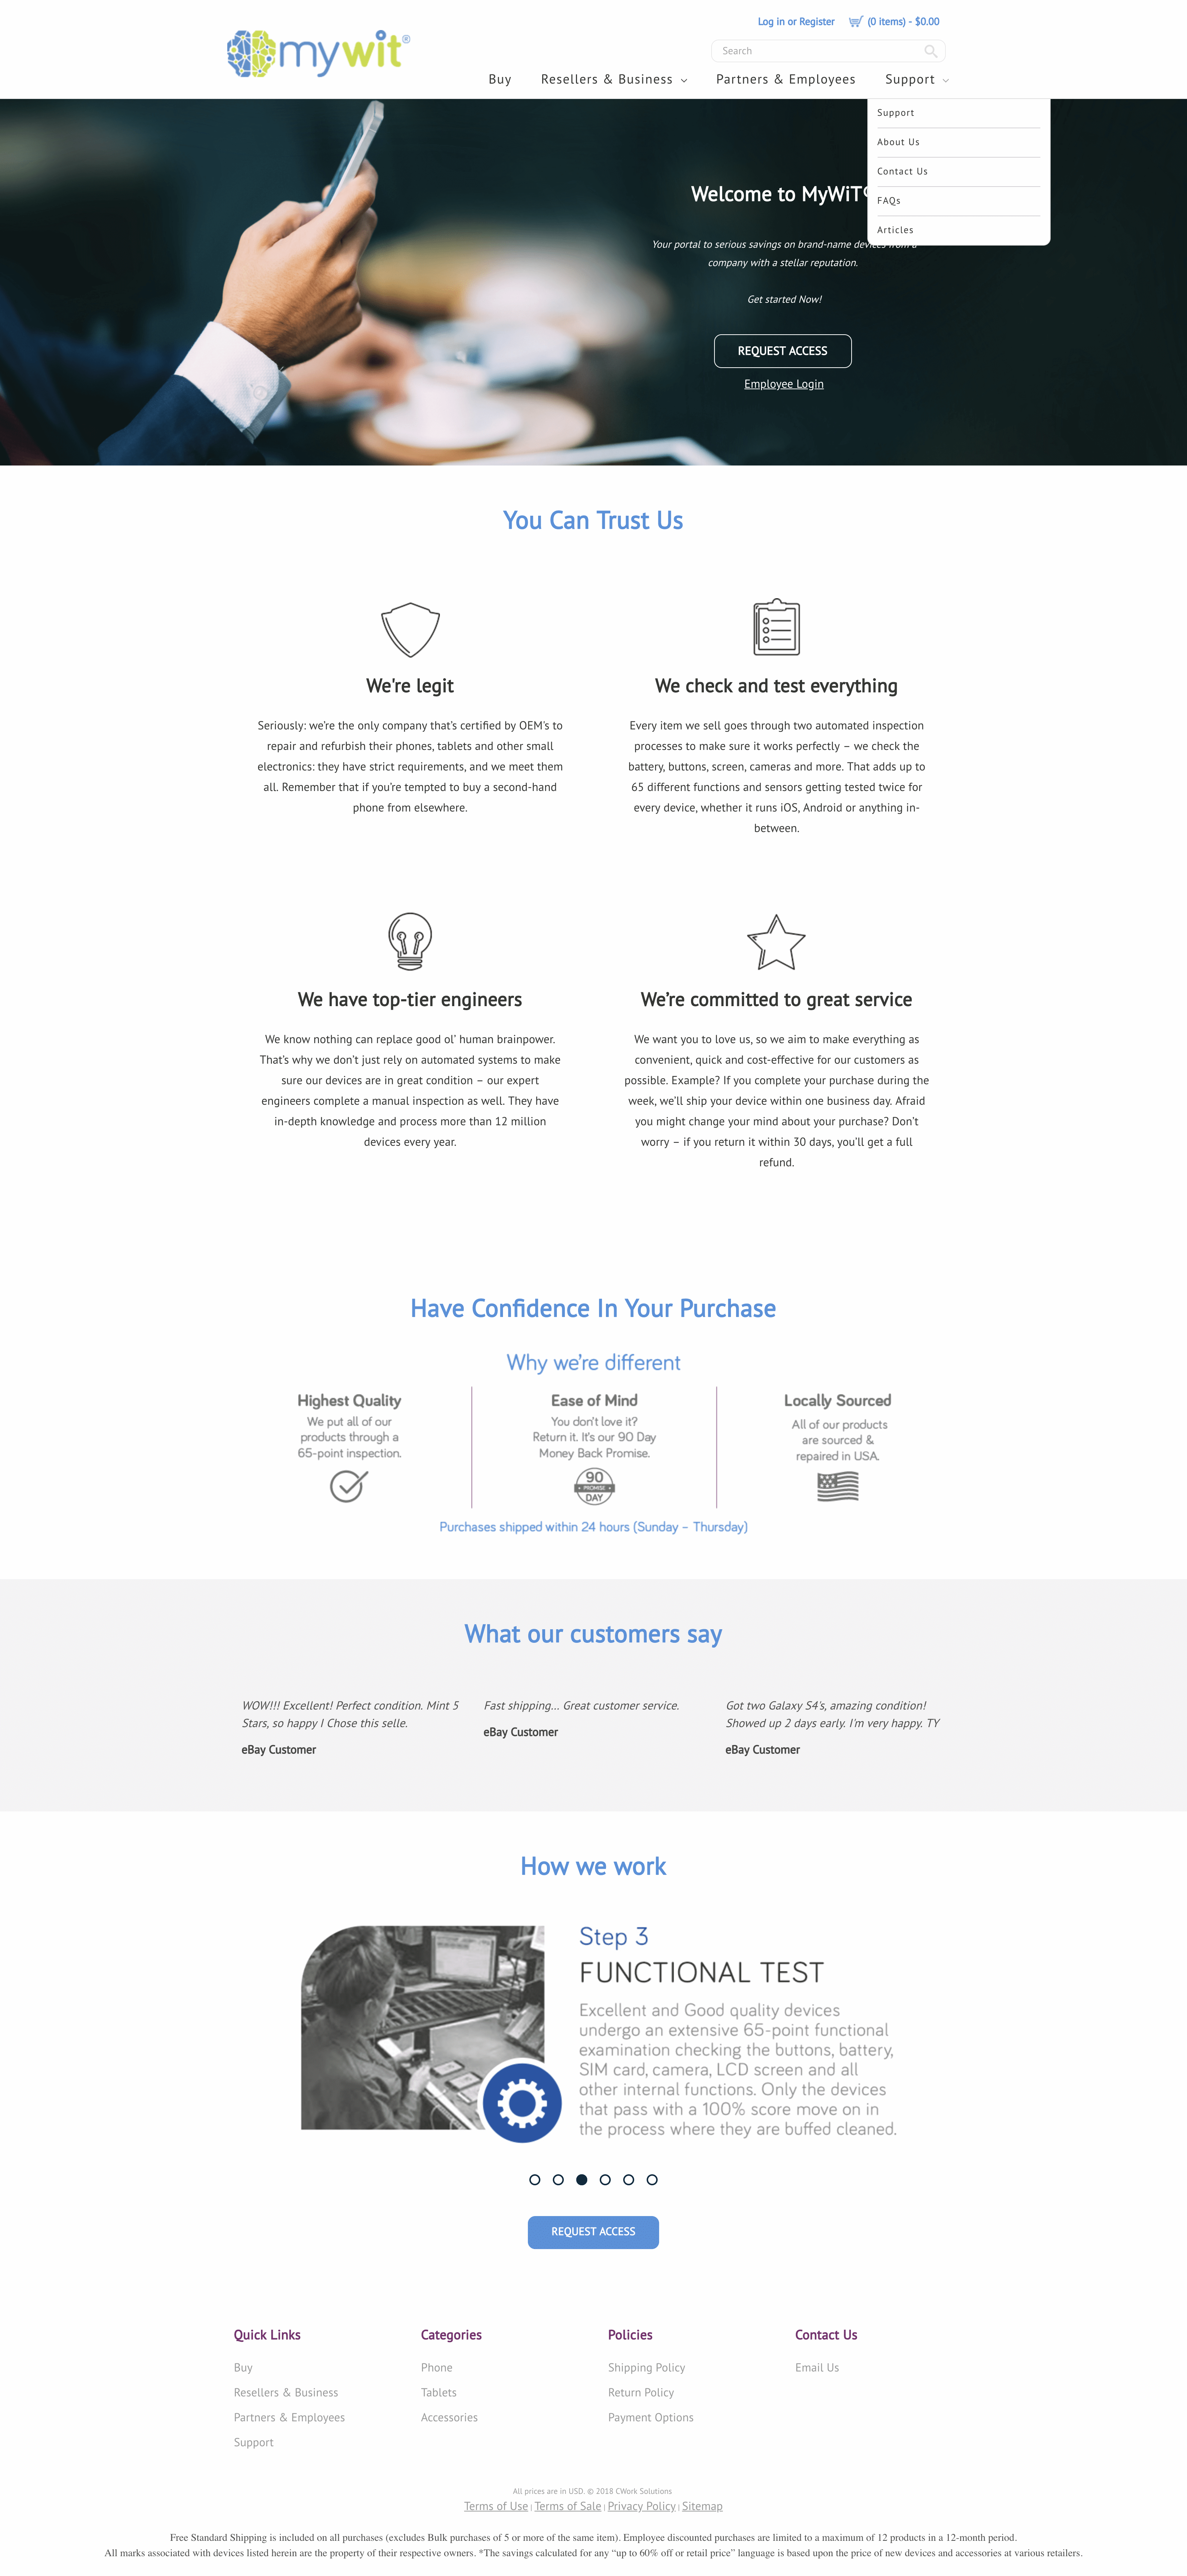 Log in or Register
(0 items) - $0.00
mywit®
Search
Buy
Resellers & Business
Partners & Employees
Support
Support
About Us
Contact Us
FAQs
Articles
Welcome to MyWiT
Your portal to serious savings on brand-name devices from a
company with a stellar reputation.
Get started Now!
REQUEST ACCESS
Employee Login
You Can Trust Us
We're legit
Seriously: we're the only company that's certified by OEM's to
repair and refurbish their phones, tablets and other small
electronics: they have strict requirements, and we meet them
all. Remember that if you're tempted to buy a second-hand
phone from elsewhere.
We check and test everything
Every item we sell goes through two automated inspection
processes to make sure it works perfectly – we check the
battery, buttons, screen, cameras and more. That adds up to
65 different functions and sensors getting tested twice for
every device, whether it runs iOS, Android or anything in-
between.
We have top-tier engineers
We know nothing can replace good ol' human brainpower.
That's why we don't just rely on automated systems to make
sure our devices are in great condition – our expert
engineers complete a manual inspection as well. They have
in-depth knowledge and process more than 12 million
devices every year.
We're committed to great service
We want you to love us, so we aim to make everything as
convenient, quick and cost-effective for our customers as
possible. Example? If you complete your purchase during the
week, we'll ship your device within one business day. Afraid
you might change your mind about your purchase? Don't
worry – if you return it within 30 days, you'll get a full
refund.
Have Confidence In Your Purchase
Why we're different
Highest Quality
We put all of our
products through a
65-point inspection.
Ease of Mind
You don't love it?
Return it. It's our 90 Day
Money Back Promise.
90
PROMISE
DAY
Locally Sourced
All of our products
are sourced &
repaired in USA.
Purchases shipped within 24 hours (Sunday – Thursday)
What our customers say
WOW!!! Excellent! Perfect condition. Mint 5
Stars, so happy I Chose this selle.
eBay Customer
Fast shipping... Great customer service.
eBay Customer
Got two Galaxy S4's, amazing condition!
Showed up 2 days early. I'm very happy. TY
eBay Customer
How we work
Step 3
FUNCTIONAL TEST
Excellent and Good quality devices
undergo an extensive 65-point functional
examination checking the buttons, battery,
SIM card, camera, LCD screen and all
other internal functions. Only the devices
that pass with a 100% score move on in
the process where they are buffed cleaned.
REQUEST ACCESS
Quick Links
Buy
Resellers & Business
Partners & Employees
Support
Categories
Phone
Tablets
Accessories
Policies
Shipping Policy
Return Policy
Payment Options
Contact Us
Email Us
All prices are in USD. © 2018 CWork Solutions
Terms of Use | Terms of Sale | Privacy Policy | Sitemap
Free Standard Shipping is included on all purchases (excludes Bulk purchases of 5 or more of the same item). Employee discounted purchases are limited to a maximum of 12 products in a 12-month period.
All marks associated with devices listed herein are the property of their respective owners. *The savings calculated for any “up to 60% off or retail price” language is based upon the price of new devices and accessories at various retailers.